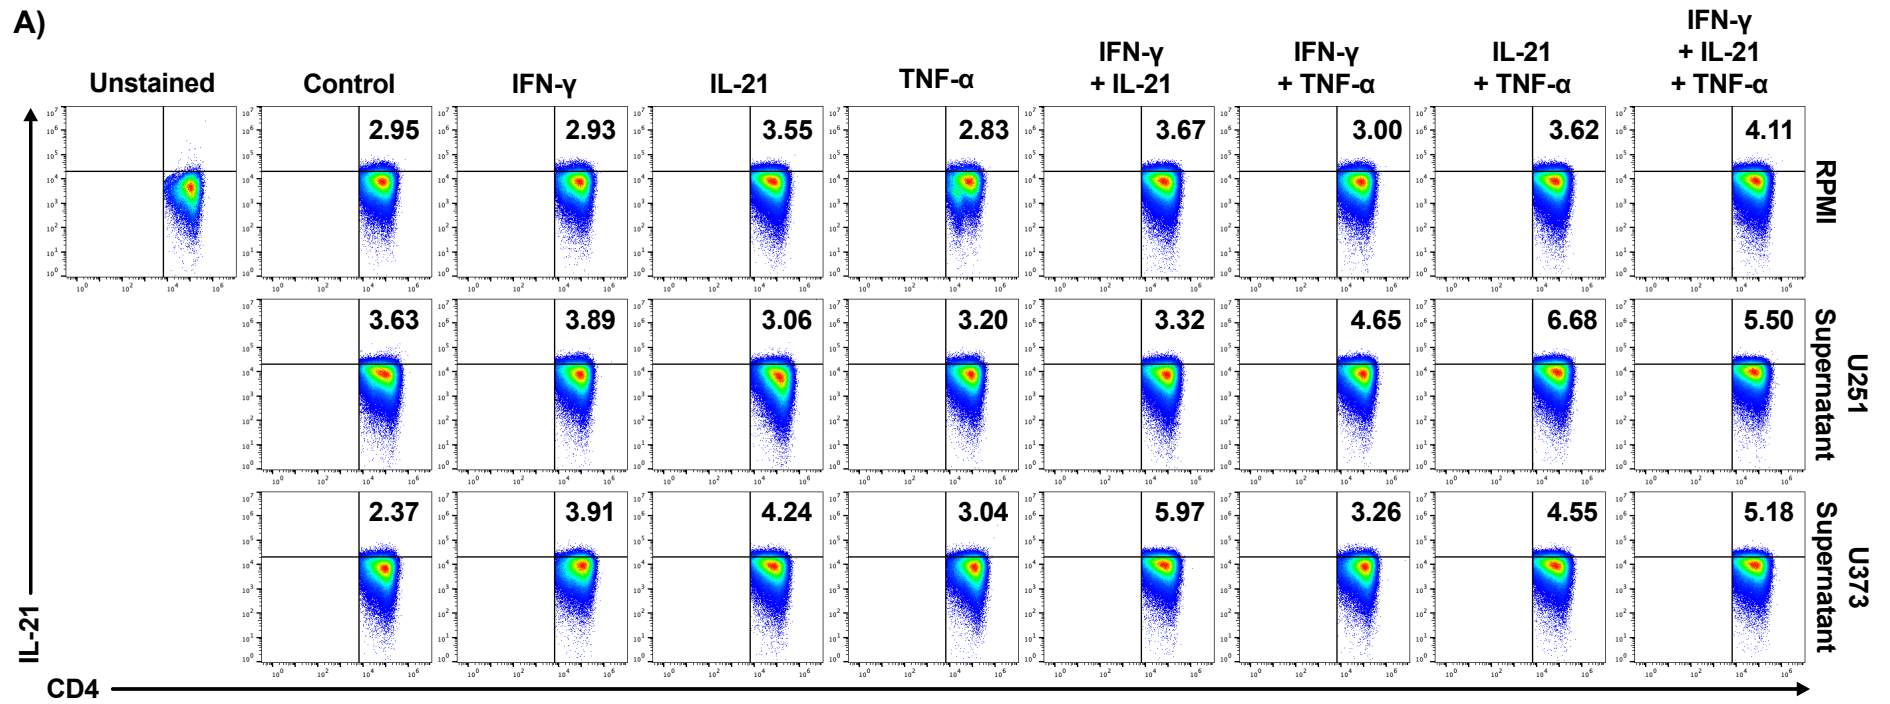 A)
Unstained
Control
IFN-γ
IL-21
TNF-α
IFN-γ
+ IL-21
IFN-γ
+ TNF-α
IL-21
+ TNF-α
IFN-γ
+ IL-21
+ TNF-α
2.95
2.93
3.55
2.83
3.67
3.00
3.62
4.11
RPMI
3.63
3.89
3.06
3.20
3.32
4.65
6.68
5.50
U251
Supernatant
2.37
3.91
4.24
3.04
5.97
3.26
4.55
5.18
U373
Supernatant
IL-21
CD4